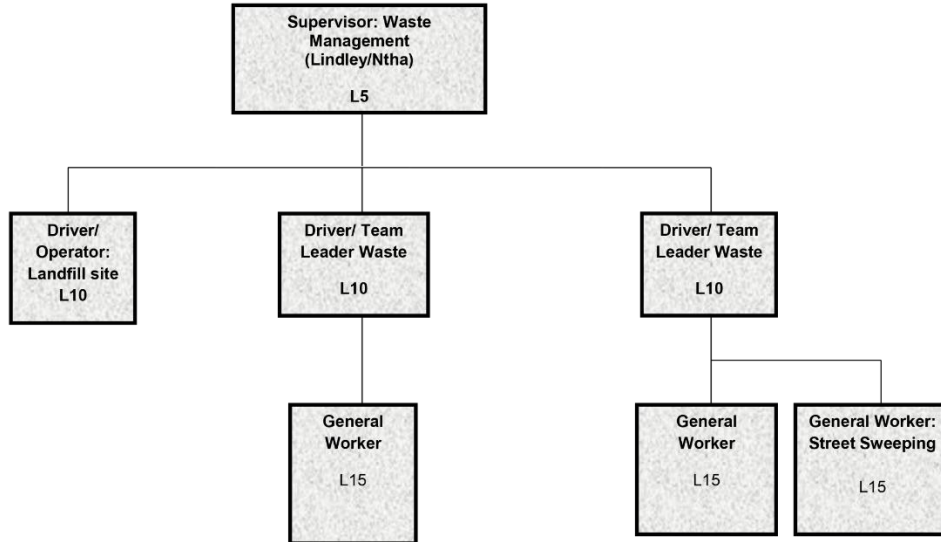 Supervisor: Waste
Management
(Lindley/Ntha)
L5
Driver/
Operator:
Landfill site
L10
Driver/ Team
Leader Waste
L10
Driver/ Team
Leader Waste
L10
General
Worker
L15
General
Worker
L15
General Worker:
Street Sweeping
L15